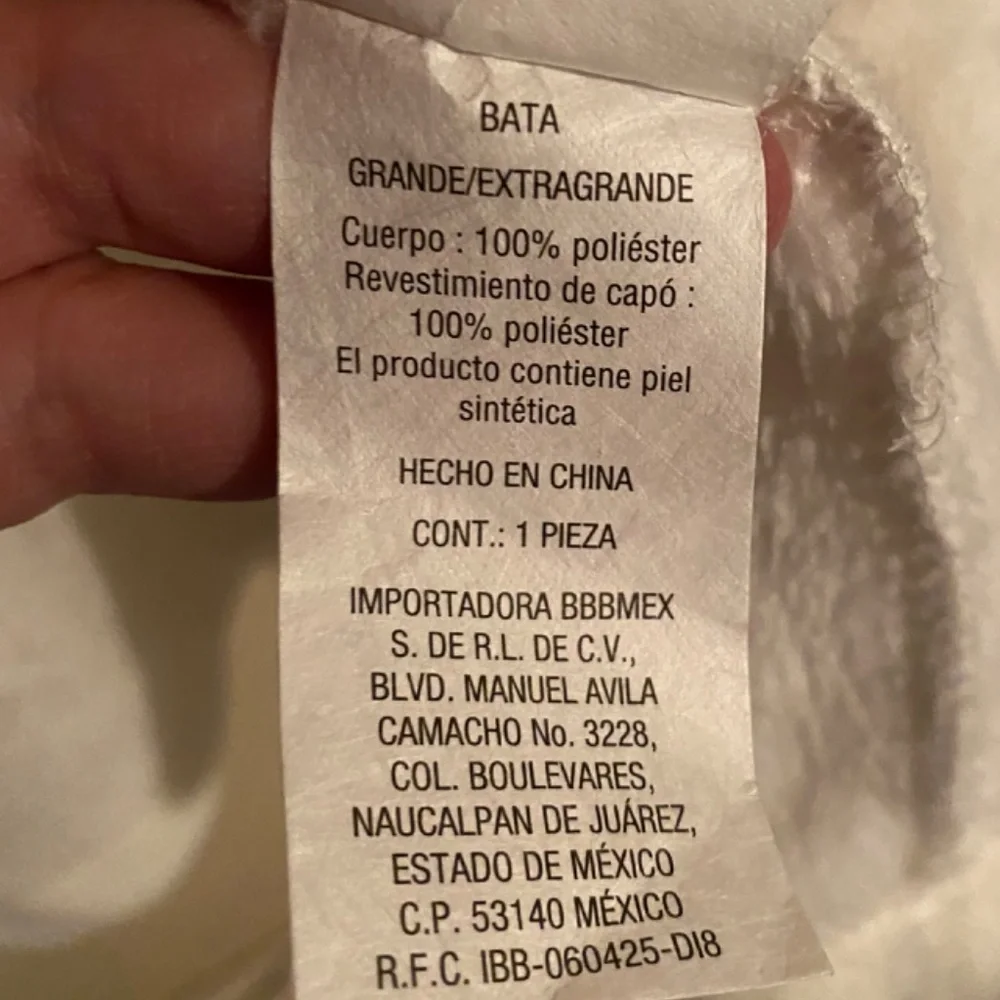 BATA
GRANDE/EXTRAGRANDE
Cuerpo : 100% poliéster
Revestimiento de capó :
100% poliéster
El producto contiene piel
sintética
HECHO EN CHINA
CONT.: 1 PIEZA
IMPORTADORA BBBMEX
S. DE R.L. DE C.V.,
BLVD. MANUEL AVILA
CAMACHO No. 3228,
COL. BOULEVARES,
NAUCALPAN DE JUÁREZ,
ESTADO DE MÉXICO
C.P. 53140 MÉXICO
R.F.C. IBB-060425-DI8